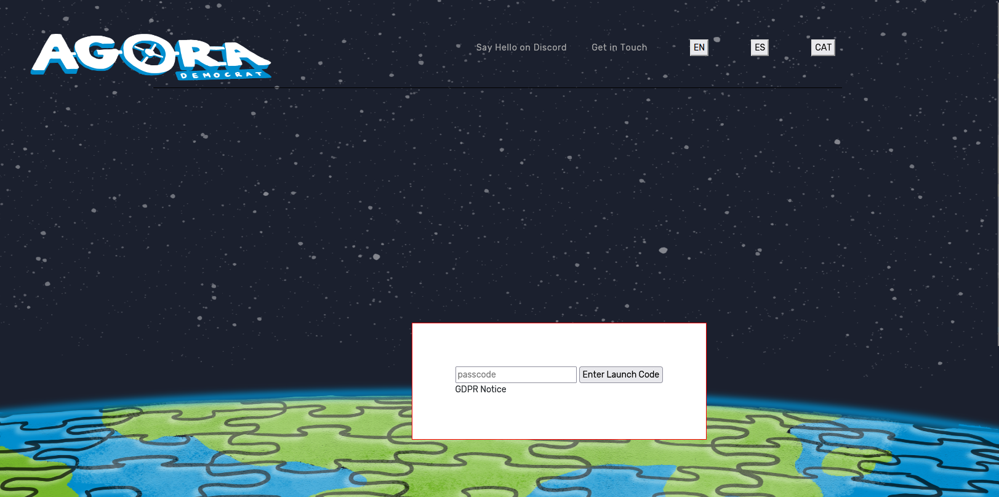 AGORA
DEMOCRAT
Say Hello on Discord Get in Touch EN ES CAT
passcode Enter Launch Code
GDPR Notice